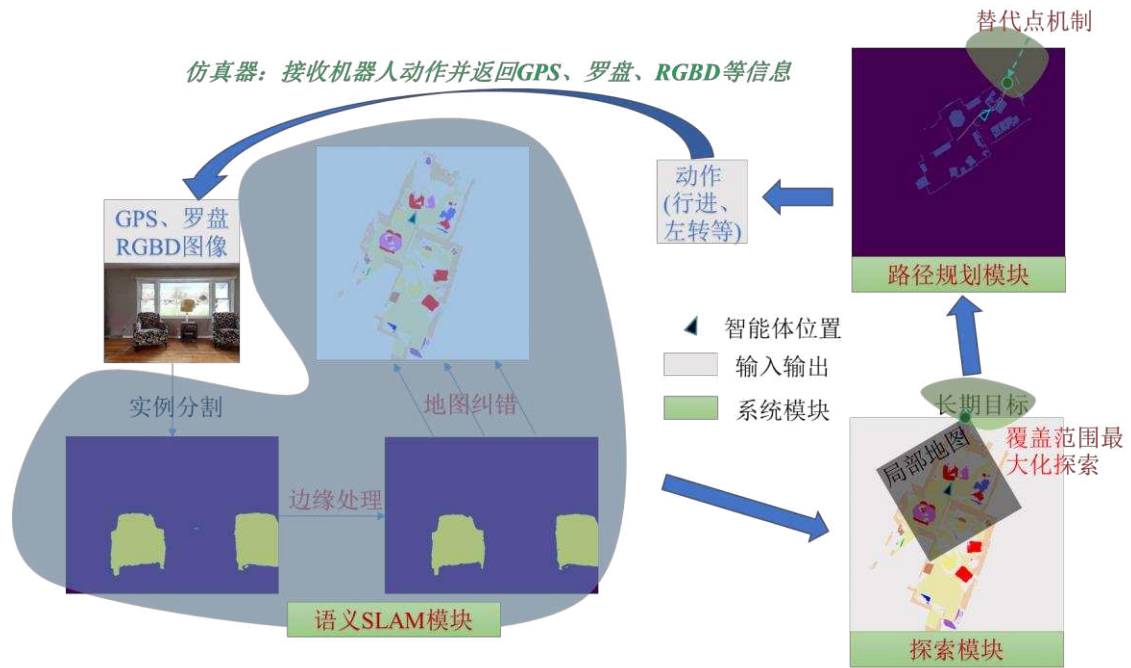 替代点机制
仿真器：接收机器人动作并返回GPS、罗盘、RGBD等信息
动作
(行进、
左转等)
GPS、罗盘
RGBD图像
路径规划模块
智能体位置
输入输出
系统模块
实例分割
地图纠错
边缘处理
语义SLAM模块
长期目标
覆盖范围最
大化探索
局部地图
探索模块